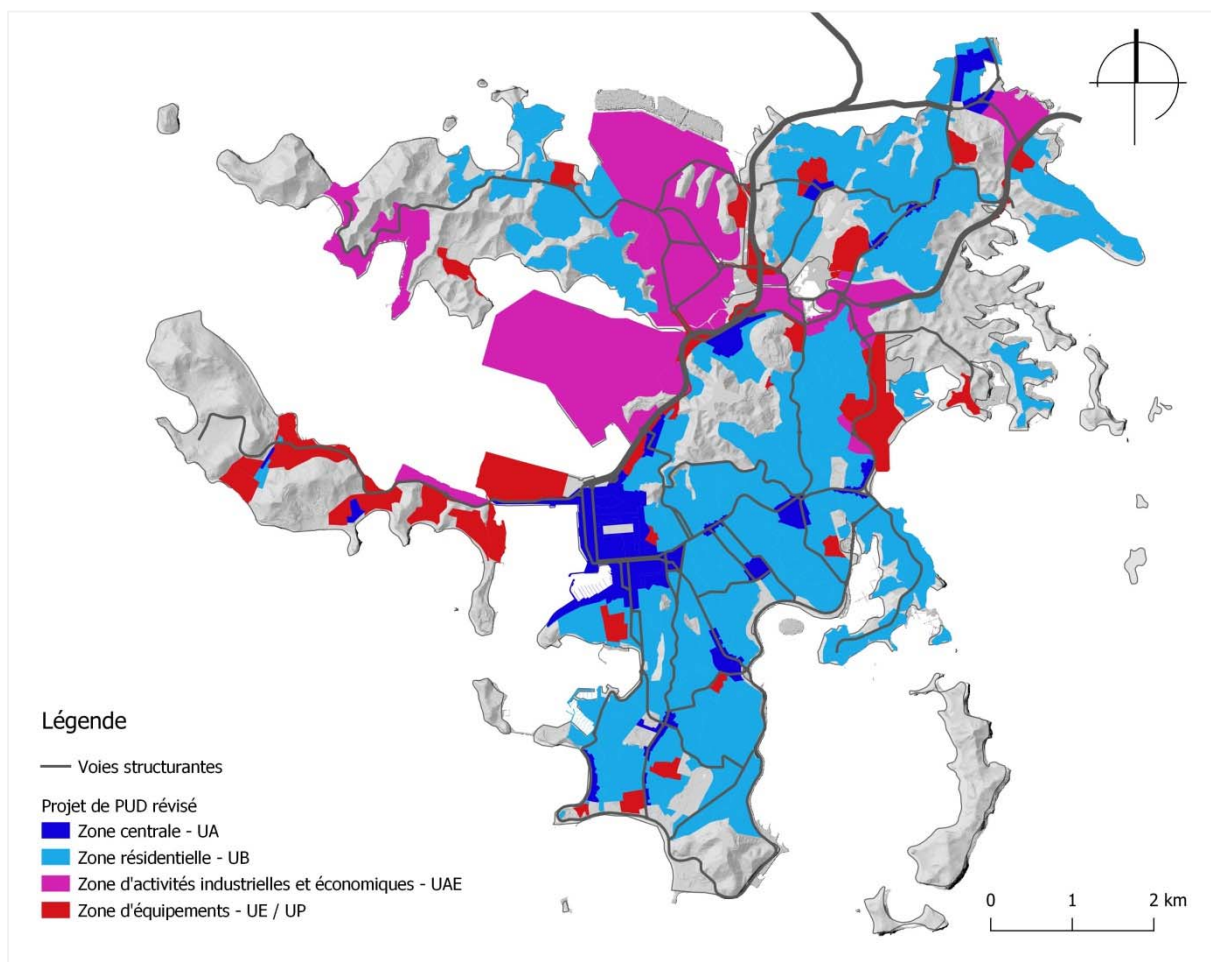 Légende
Voies structurantes
Projet de PUD révisé
Zone centrale - UA
Zone résidentielle - UB
Zone d'activités industrielles et économiques - UAE
Zone d'équipements - UE / UP
0 1 2 km